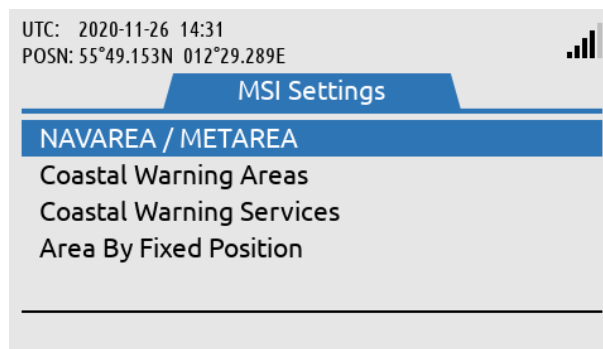 UTC: 2020-11-26 14:31
POSN: 55°49.153N 012°29.289E
MSI Settings
NAVAREA / METAREA
Coastal Warning Areas
Coastal Warning Services
Area By Fixed Position